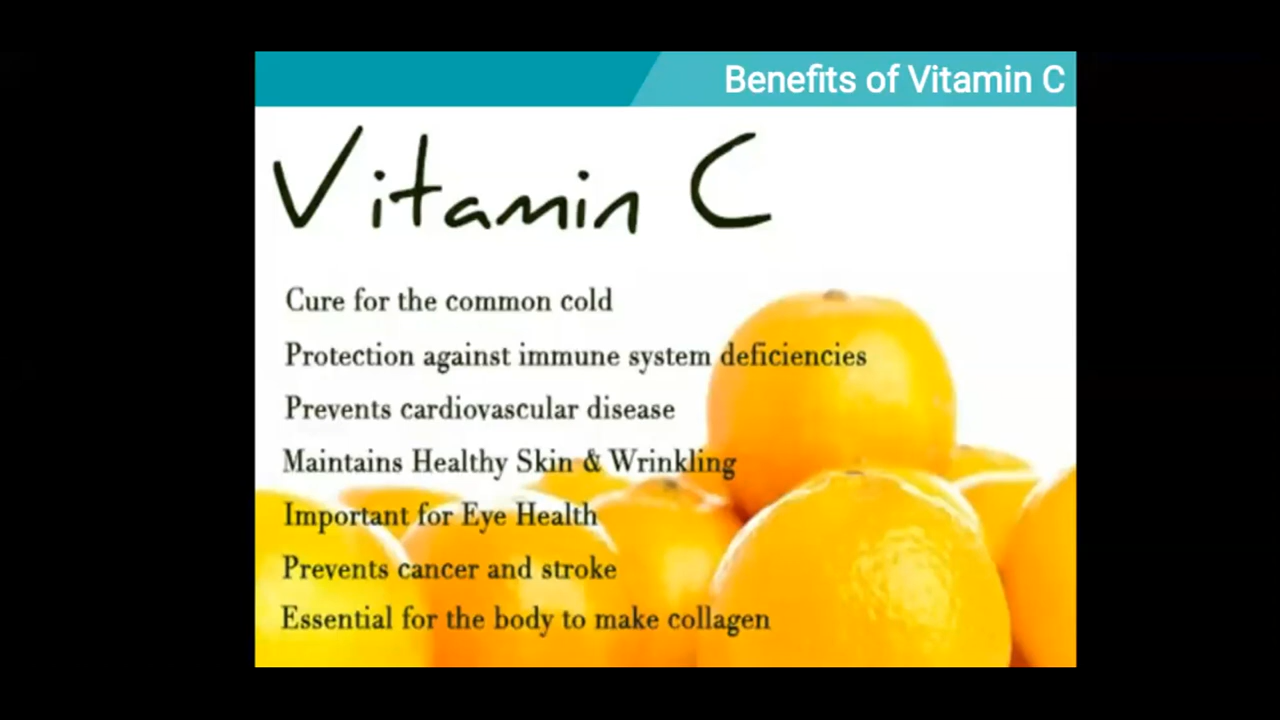 Benefits of Vitamin C
Vitamin C
Cure for the common cold
Protection against immune system deficiencies
Prevents cardiovascular disease
Maintains Healthy Skin & Wrinkling
Important for Eye Health
Prevents cancer and stroke
Essential for the body to make collagen